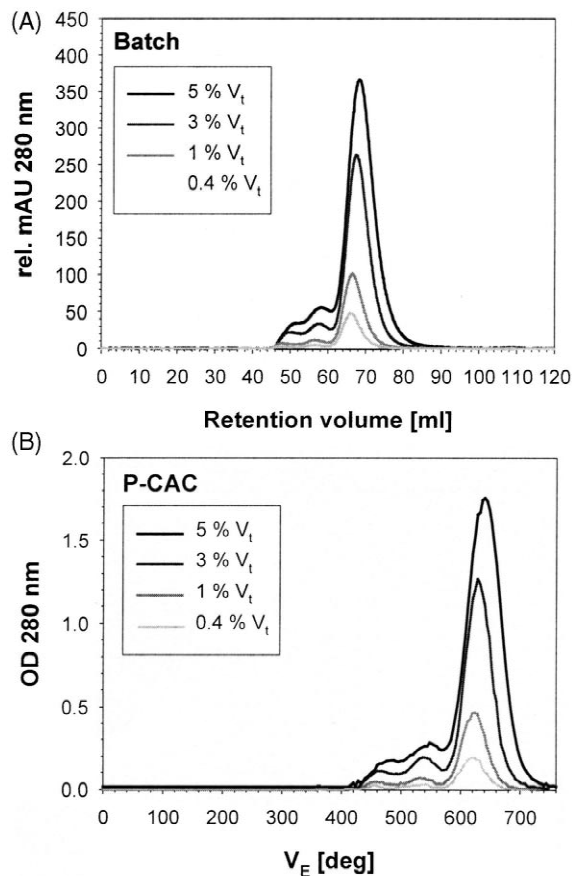 (A)
Batch
5 % Vt
3 % Vt
1 % Vt
0.4 % Vt
rel. mAU 280 nm
450
400
350
300
250
200
150
100
50
0
0 10 20 30 40 50 60 70 80 90 100 110 120
Retention volume [ml]
(B)
P-CAC
5 % Vt
3 % Vt
1 % Vt
0.4 % Vt
OD 280 nm
2.0
1.5
1.0
0.5
0.0
0 100 200 300 400 500 600 700
VE [deg]